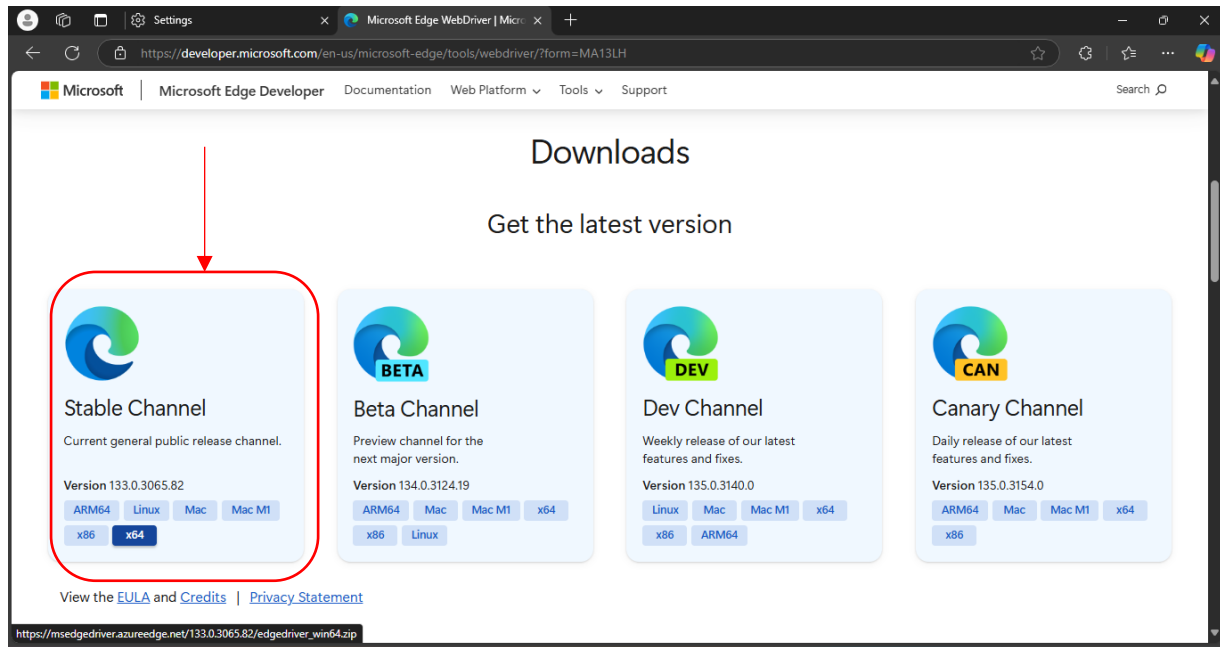 Settings
Microsoft Edge WebDriver | Micro
https://developer.microsoft.com/en-us/microsoft-edge/tools/webdriver/?form=MA13LH
Microsoft | Microsoft Edge Developer Documentation Web Platform Tools Support Search
Downloads
Get the latest version
Stable Channel
Current general public release channel.
Version 133.0.3065.82
ARM64 Linux Mac Mac M1
x86 x64
BETA
Beta Channel
Preview channel for the
next major version.
Version 134.0.3124.19
ARM64 Mac Mac M1 x64
x86 Linux
DEV
Dev Channel
Weekly release of our latest
features and fixes.
Version 135.0.3140.0
Linux Mac Mac M1 x64
x86 ARM64
CAN
Canary Channel
Daily release of our latest
features and fixes.
Version 135.0.3154.0
ARM64 Mac Mac M1 x64
x86
View the EULA and Credits | Privacy Statement
https://msedgedriver.azureedge.net/133.0.3065.82/edgedriver_win64.zip